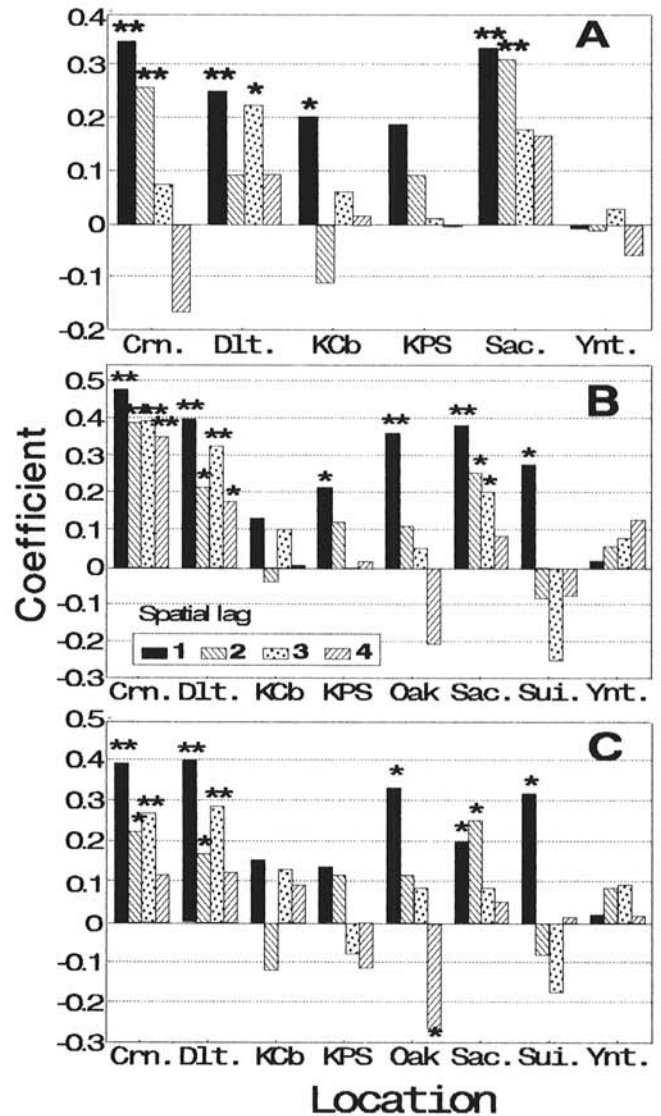 A
0.4
0.3
0.2
0.1
0
-0.1
-0.2
** ** ** * * ** **
Crn. Dlt. KCb KPS Sac. Ynt.
B
0.5
0.4
0.3
0.2
0.1
0
-0.1
-0.2
-0.3
** ** ** ** ** * ** * * ** ** * * *
Spatial lag
1 2 3 4
Crn. Dlt. KCb KPS Oak Sac. Sui. Ynt.
C
0.5
0.4
0.3
0.2
0.1
0
-0.1
-0.2
-0.3
** * ** ** * ** * * * * *
Crn. Dlt. KCb KPS Oak Sac. Sui. Ynt.
Coefficient
Location